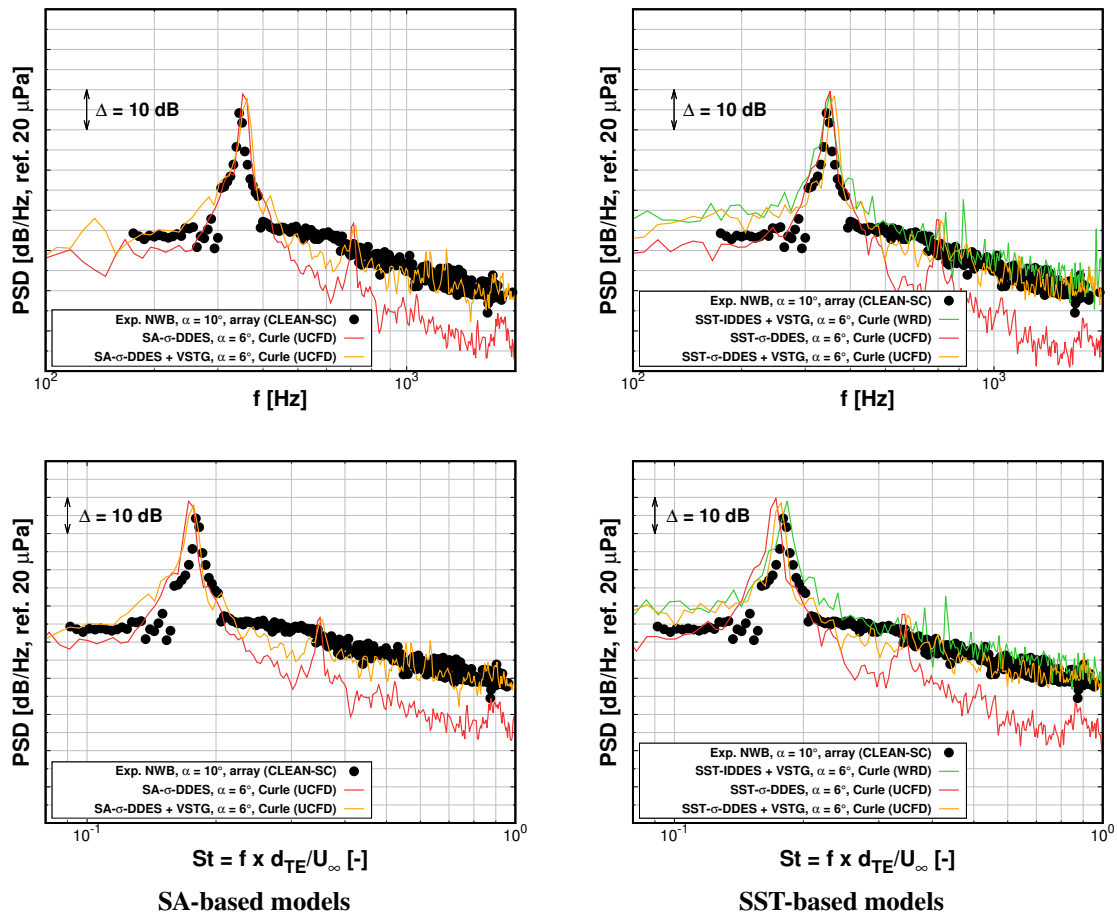 PSD [dB/Hz, ref. 20 μPa]
Δ = 10 dB
Exp. NWB, α = 10°, array (CLEAN-SC)
SA-σ-DDES, α = 6°, Curle (UCFD)
SA-σ-DDES + VSTG, α = 6°, Curle (UCFD)
10² 10³
f [Hz]
PSD [dB/Hz, ref. 20 μPa]
Δ = 10 dB
Exp. NWB, α = 10°, array (CLEAN-SC)
SST-IDDES + VSTG, α = 6°, Curle (WRD)
SST-σ-DDES, α = 6°, Curle (UCFD)
SST-σ-DDES + VSTG, α = 6°, Curle (UCFD)
10² 10³
f [Hz]
PSD [dB/Hz, ref. 20 μPa]
Δ = 10 dB
Exp. NWB, α = 10°, array (CLEAN-SC)
SA-σ-DDES, α = 6°, Curle (UCFD)
SA-σ-DDES + VSTG, α = 6°, Curle (UCFD)
10⁻¹ 10⁰
St = f x d_TE/U_∞ [-]
SA-based models
PSD [dB/Hz, ref. 20 μPa]
Δ = 10 dB
Exp. NWB, α = 10°, array (CLEAN-SC)
SST-IDDES + VSTG, α = 6°, Curle (WRD)
SST-σ-DDES, α = 6°, Curle (UCFD)
SST-σ-DDES + VSTG, α = 6°, Curle (UCFD)
10⁻¹ 10⁰
St = f x d_TE/U_∞ [-]
SST-based models